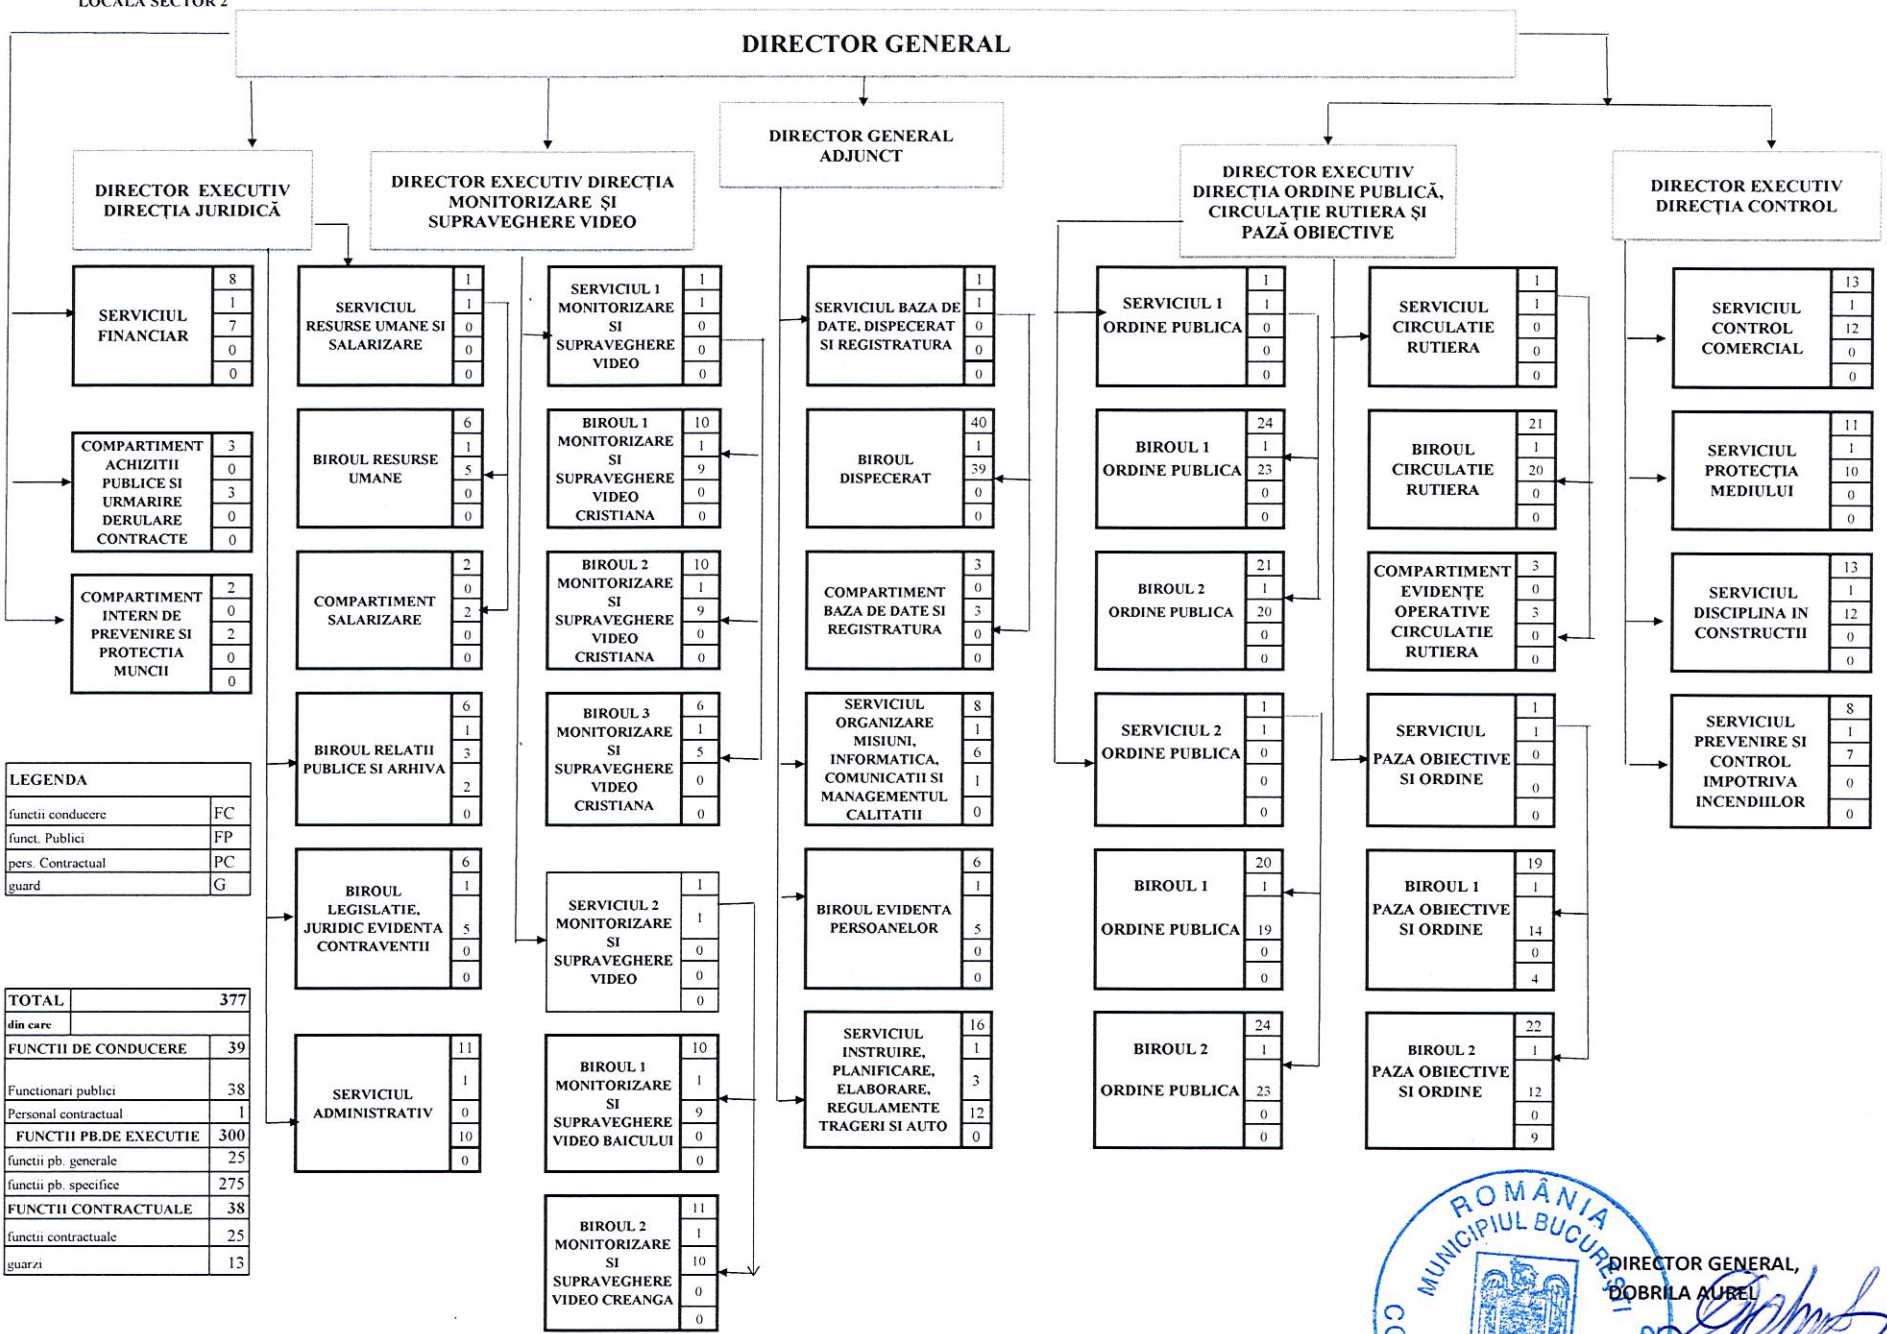 LOCALA SECTOR 2
DIRECTOR GENERAL
DIRECTOR GENERAL
ADJUNCT
DIRECTOR EXECUTIV
DIRECȚIA JURIDICĂ
DIRECTOR EXECUTIV DIRECȚIA
MONITORIZARE ȘI
SUPRAVEGHERE VIDEO
DIRECTOR EXECUTIV
DIRECȚIA ORDINE PUBLICĂ,
CIRCULAȚIE RUTIERA ȘI
PAZĂ OBIECTIVE
DIRECTOR EXECUTIV
DIRECȚIA CONTROL
SERVICIUL
FINANCIAR
8
1
7
0
0
COMPARTIMENT
ACHIZITII
PUBLICE SI
URMARIRE
DERULARE
CONTRACTE
3
0
3
0
0
COMPARTIMENT
INTERN DE
PREVENIRE SI
PROTECTIA
MUNCII
2
0
2
0
0
SERVICIUL
RESURSE UMANE SI
SALARIZARE
1
1
0
0
0
BIROUL RESURSE
UMANE
6
1
5
0
0
COMPARTIMENT
SALARIZARE
2
0
2
0
0
BIROUL RELATII
PUBLICE SI ARHIVA
6
1
3
2
0
BIROUL
LEGISLATIE,
JURIDIC EVIDENTA
CONTRAVENTII
6
1
5
0
0
SERVICIUL
ADMINISTRATIV
11
1
0
10
0
SERVICIUL 1
MONITORIZARE
SI
SUPRAVEGHERE
VIDEO
1
1
0
0
0
BIROUL 1
MONITORIZARE
SI
SUPRAVEGHERE
VIDEO
CRISTIANA
10
1
9
0
0
BIROUL 2
MONITORIZARE
SI
SUPRAVEGHERE
VIDEO
CRISTIANA
10
1
9
0
0
BIROUL 3
MONITORIZARE
SI
SUPRAVEGHERE
VIDEO
CRISTIANA
6
1
5
0
0
SERVICIUL 2
MONITORIZARE
SI
SUPRAVEGHERE
VIDEO
1
1
0
0
0
BIROUL 1
MONITORIZARE
SI
SUPRAVEGHERE
VIDEO BAICULUI
10
1
9
0
0
BIROUL 2
MONITORIZARE
SI
SUPRAVEGHERE
VIDEO CREANGA
11
1
10
0
0
SERVICIUL BAZA DE
DATE, DISPECERAT
SI REGISTRATURA
1
1
0
0
0
BIROUL
DISPECERAT
40
1
39
0
0
COMPARTIMENT
BAZA DE DATE SI
REGISTRATURA
3
0
3
0
0
SERVICIUL
ORGANIZARE
MISIUNI,
INFORMATICA,
COMUNICATII SI
MANAGEMENTUL
CALITATII
8
1
6
1
0
BIROUL EVIDENTA
PERSOANELOR
6
1
5
0
0
SERVICIUL
INSTRUIRE,
PLANIFICARE,
ELABORARE,
REGULAMENTE
TRAGERI SI AUTO
16
1
3
12
0
SERVICIUL 1
ORDINE PUBLICA
1
1
0
0
0
BIROUL 1
ORDINE PUBLICA
24
1
23
0
0
BIROUL 2
ORDINE PUBLICA
21
1
20
0
0
SERVICIUL 2
ORDINE PUBLICA
1
1
0
0
0
BIROUL 1
ORDINE PUBLICA
20
1
19
0
0
BIROUL 2
ORDINE PUBLICA
24
1
23
0
0
SERVICIUL
CIRCULATIE
RUTIERA
1
1
0
0
0
BIROUL
CIRCULATIE
RUTIERA
21
1
20
0
0
COMPARTIMENT
EVIDENȚE
OPERATIVE
CIRCULATIE
RUTIERA
3
0
3
0
0
SERVICIUL
PAZA OBIECTIVE
SI ORDINE
1
1
0
0
0
BIROUL 1
PAZA OBIECTIVE
SI ORDINE
19
1
14
0
4
BIROUL 2
PAZA OBIECTIVE
SI ORDINE
22
1
12
0
9
SERVICIUL
CONTROL
COMERCIAL
13
1
12
0
0
SERVICIUL
PROTECȚIA
MEDIULUI
11
1
10
0
0
SERVICIUL
DISCIPLINA IN
CONSTRUCTII
13
1
12
0
0
SERVICIUL
PREVENIRE SI
CONTROL
IMPOTRIVA
INCENDIILOR
8
1
7
0
0
LEGENDA
functii conducere FC
funct. Publici FP
pers. Contractual PC
guard G
TOTAL 377
din care
FUNCTII DE CONDUCERE 39
Functionari publici 38
Personal contractual 1
FUNCTII PB.DE EXECUTIE 300
functii pb. generale 25
functii pb. specifice 275
FUNCTII CONTRACTUALE 38
functii contractuale 25
guarzi 13
ROMÂNIA
MUNICIPIUL BUCUREȘTI
DIRECTOR GENERAL,
DOBRILA AUREL